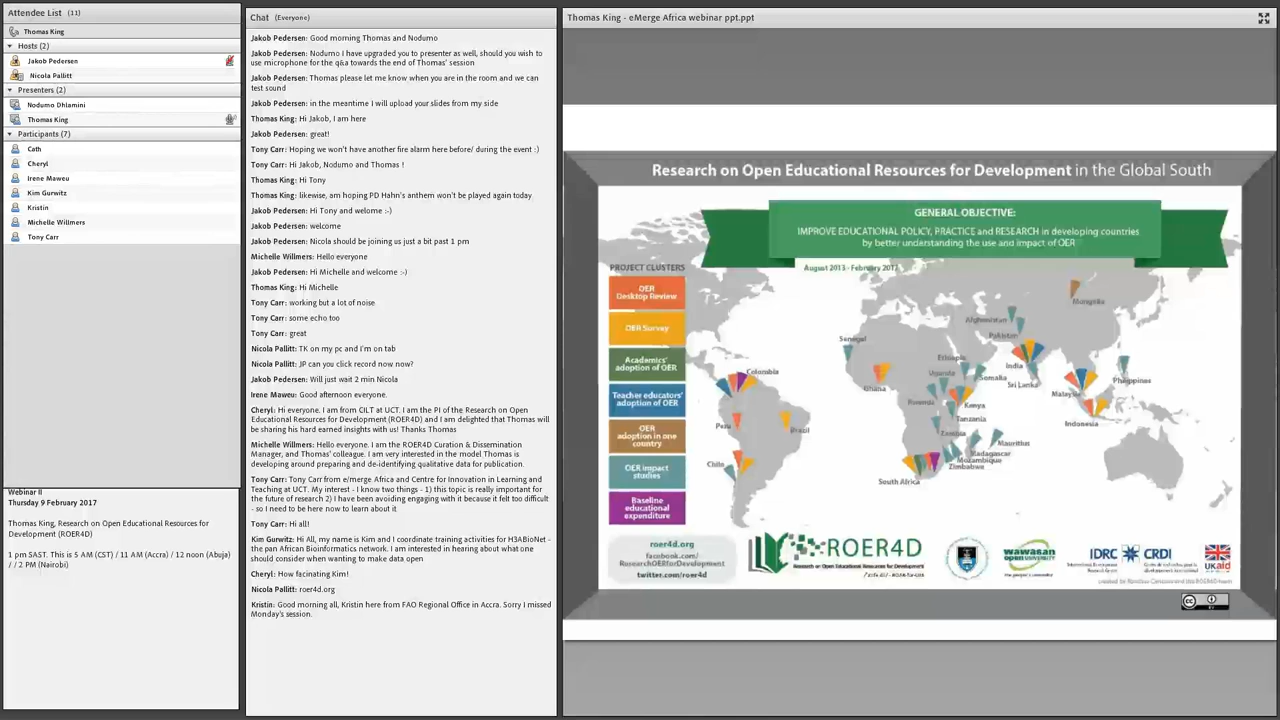 Attendee List (11)
Thomas King
Hosts (2)
Jakob Pedersen
Nicola Pallitt
Presenters (2)
Nodumo Dhlamini
Thomas King
Participants (7)
Cath
Cheryl
Irene Maweu
Kim Gurwitz
Kristin
Michelle Willmers
Tony Carr
Webinar II
Thursday 9 February 2017
Thomas King, Research on Open Educational Resources for
Development (ROER4D)
1 pm SAST. This is 5 AM (CST) / 11 AM (Accra) / 12 noon (Abuja)
/ / 2 PM (Nairobi)
Chat (Everyone)
Jakob Pedersen: Good morning Thomas and Nodumo
Jakob Pedersen: Nodumo I have upgraded you to presenter as well, should you wish to
use microphone for the q&a towards the end of Thomas' session
Jakob Pedersen: Thomas please let me know when you are in the room and we can
test sound
Jakob Pedersen: in the meantime I will upload your slides from my side
Thomas King: Hi Jakob, I am here
Jakob Pedersen: great!
Tony Carr: Hoping we won't have another fire alarm here before/ during the event :)
Tony Carr: Hi Jakob, Nodumo and Thomas !
Thomas King: Hi Tony
Thomas King: likewise, am hoping PD Hahn's anthem won't be played again today
Jakob Pedersen: Hi Tony and welome :-)
Jakob Pedersen: welcome
Jakob Pedersen: Nicola should be joining us just a bit past 1 pm
Michelle Willmers: Hello everyone
Jakob Pedersen: Hi Michelle and welcome :-)
Thomas King: Hi Michelle
Tony Carr: working but a lot of noise
Tony Carr: some echo too
Tony Carr: great
Nicola Pallitt: TK on my pc and i'm on tab
Nicola Pallitt: JP can you click record now now?
Jakob Pedersen: Will just wait 2 min Nicola
Irene Maweu: Good afternoon everyone.
Cheryl: Hi everyone. I am from CILT at UCT. I am the PI of the Research on Open
Educational Resources for Development (ROER4D) and I am delighted that Thomas will
be sharing his hard earned insights with us! Thanks Thomas
Michelle Willmers: Hello everyone. I am the ROER4D Curation & Dissemination
Manager, and Thomas' colleague. I am very interested in the model Thomas is
developing around preparing and de-identifying qualitative data for publication.
Tony Carr: Tony Carr from e/merge Africa and Centre for Innovation in Learning and
Teaching at UCT. My interest - I know two things - 1) this topic is really important for
the future of research 2) I have been avoiding engaging with it because it felt too difficult
- so I need to be here now to learn about it
Tony Carr: Hi all!
Kim Gurwitz: Hi All, my name is Kim and I coordinate training activities for H3ABioNet -
the pan African Bioinformatics network. I am interested in hearing about what one
should consider when wanting to make data open
Cheryl: How facinating Kim!
Nicola Pallitt: roer4d.org
Kristin: Good morning all, Kristin here from FAO Regional Office in Accra. Sorry I missed
Monday's session.
Thomas King - eMerge Africa webinar ppt.ppt
Research on Open Educational Resources for Development in the Global South
GENERAL OBJECTIVE:
IMPROVE EDUCATIONAL POLICY, PRACTICE and RESEARCH in developing countries
by better understanding the use and impact of OER
August 2013 - February 2017
PROJECT CLUSTERS
OER
Desktop Review
OER Survey
Academics'
adoption of OER
Teacher educators'
adoption of OER
OER
adoption in one
country
OER impact
studies
Baseline
educational
expenditure
Mongolia
Afghanistan
Pakistan
Senegal
Ethiopia
India
Colombia
Uganda
Somalia
Sri Lanka
Philippines
Ghana
Malaysia
Rwanda
Kenya
Indonesia
Peru
Brazil
Tanzania
Zambia
Mauritius
Madagascar
Mozambique
Chile
Zimbabwe
South Africa
roer4d.org
facebook.com/
ResearchOERforDevelopment
twitter.com/roer4d
ROER4D
Research on Open Educational Resources for Development
wawasan
OPEN UNIVERSITY
IDRC CRDI
UKaid
cc BY